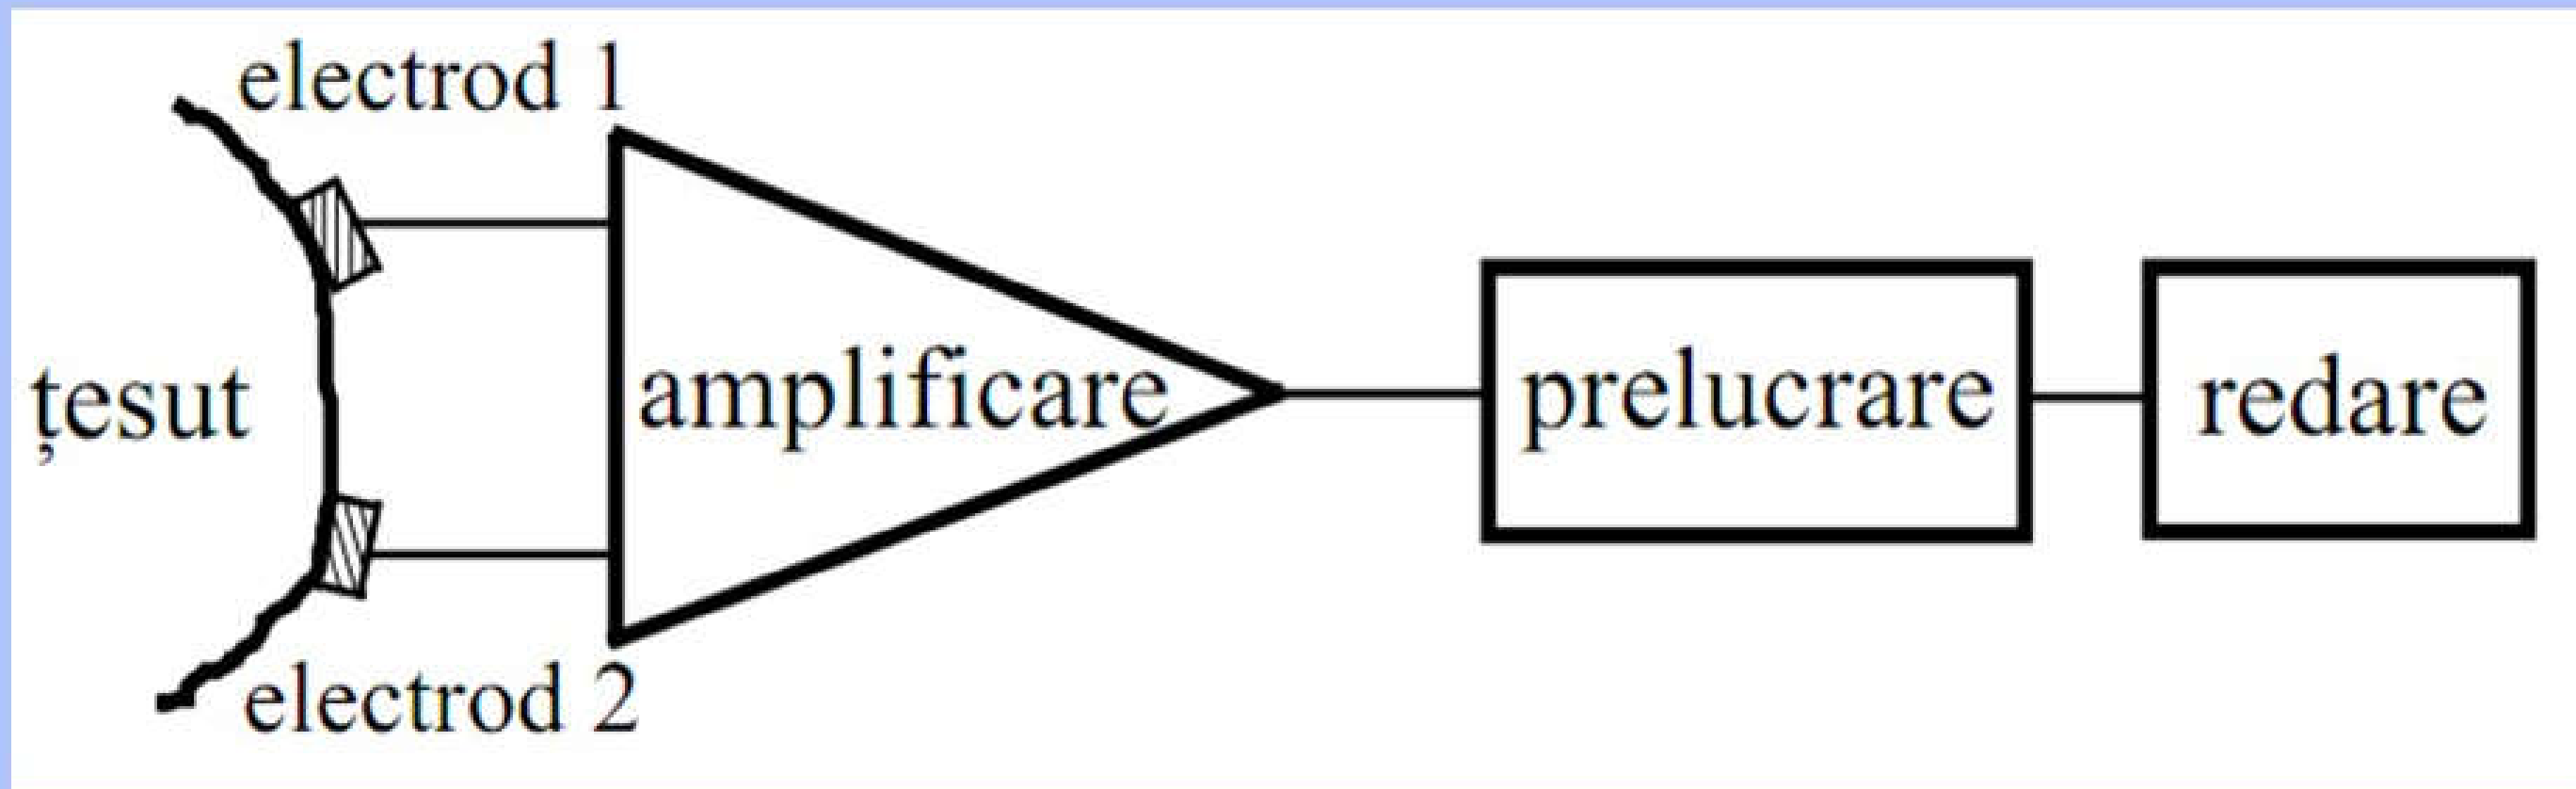 electrod 1
țesut
amplificare
prelucrare
redare
electrod 2